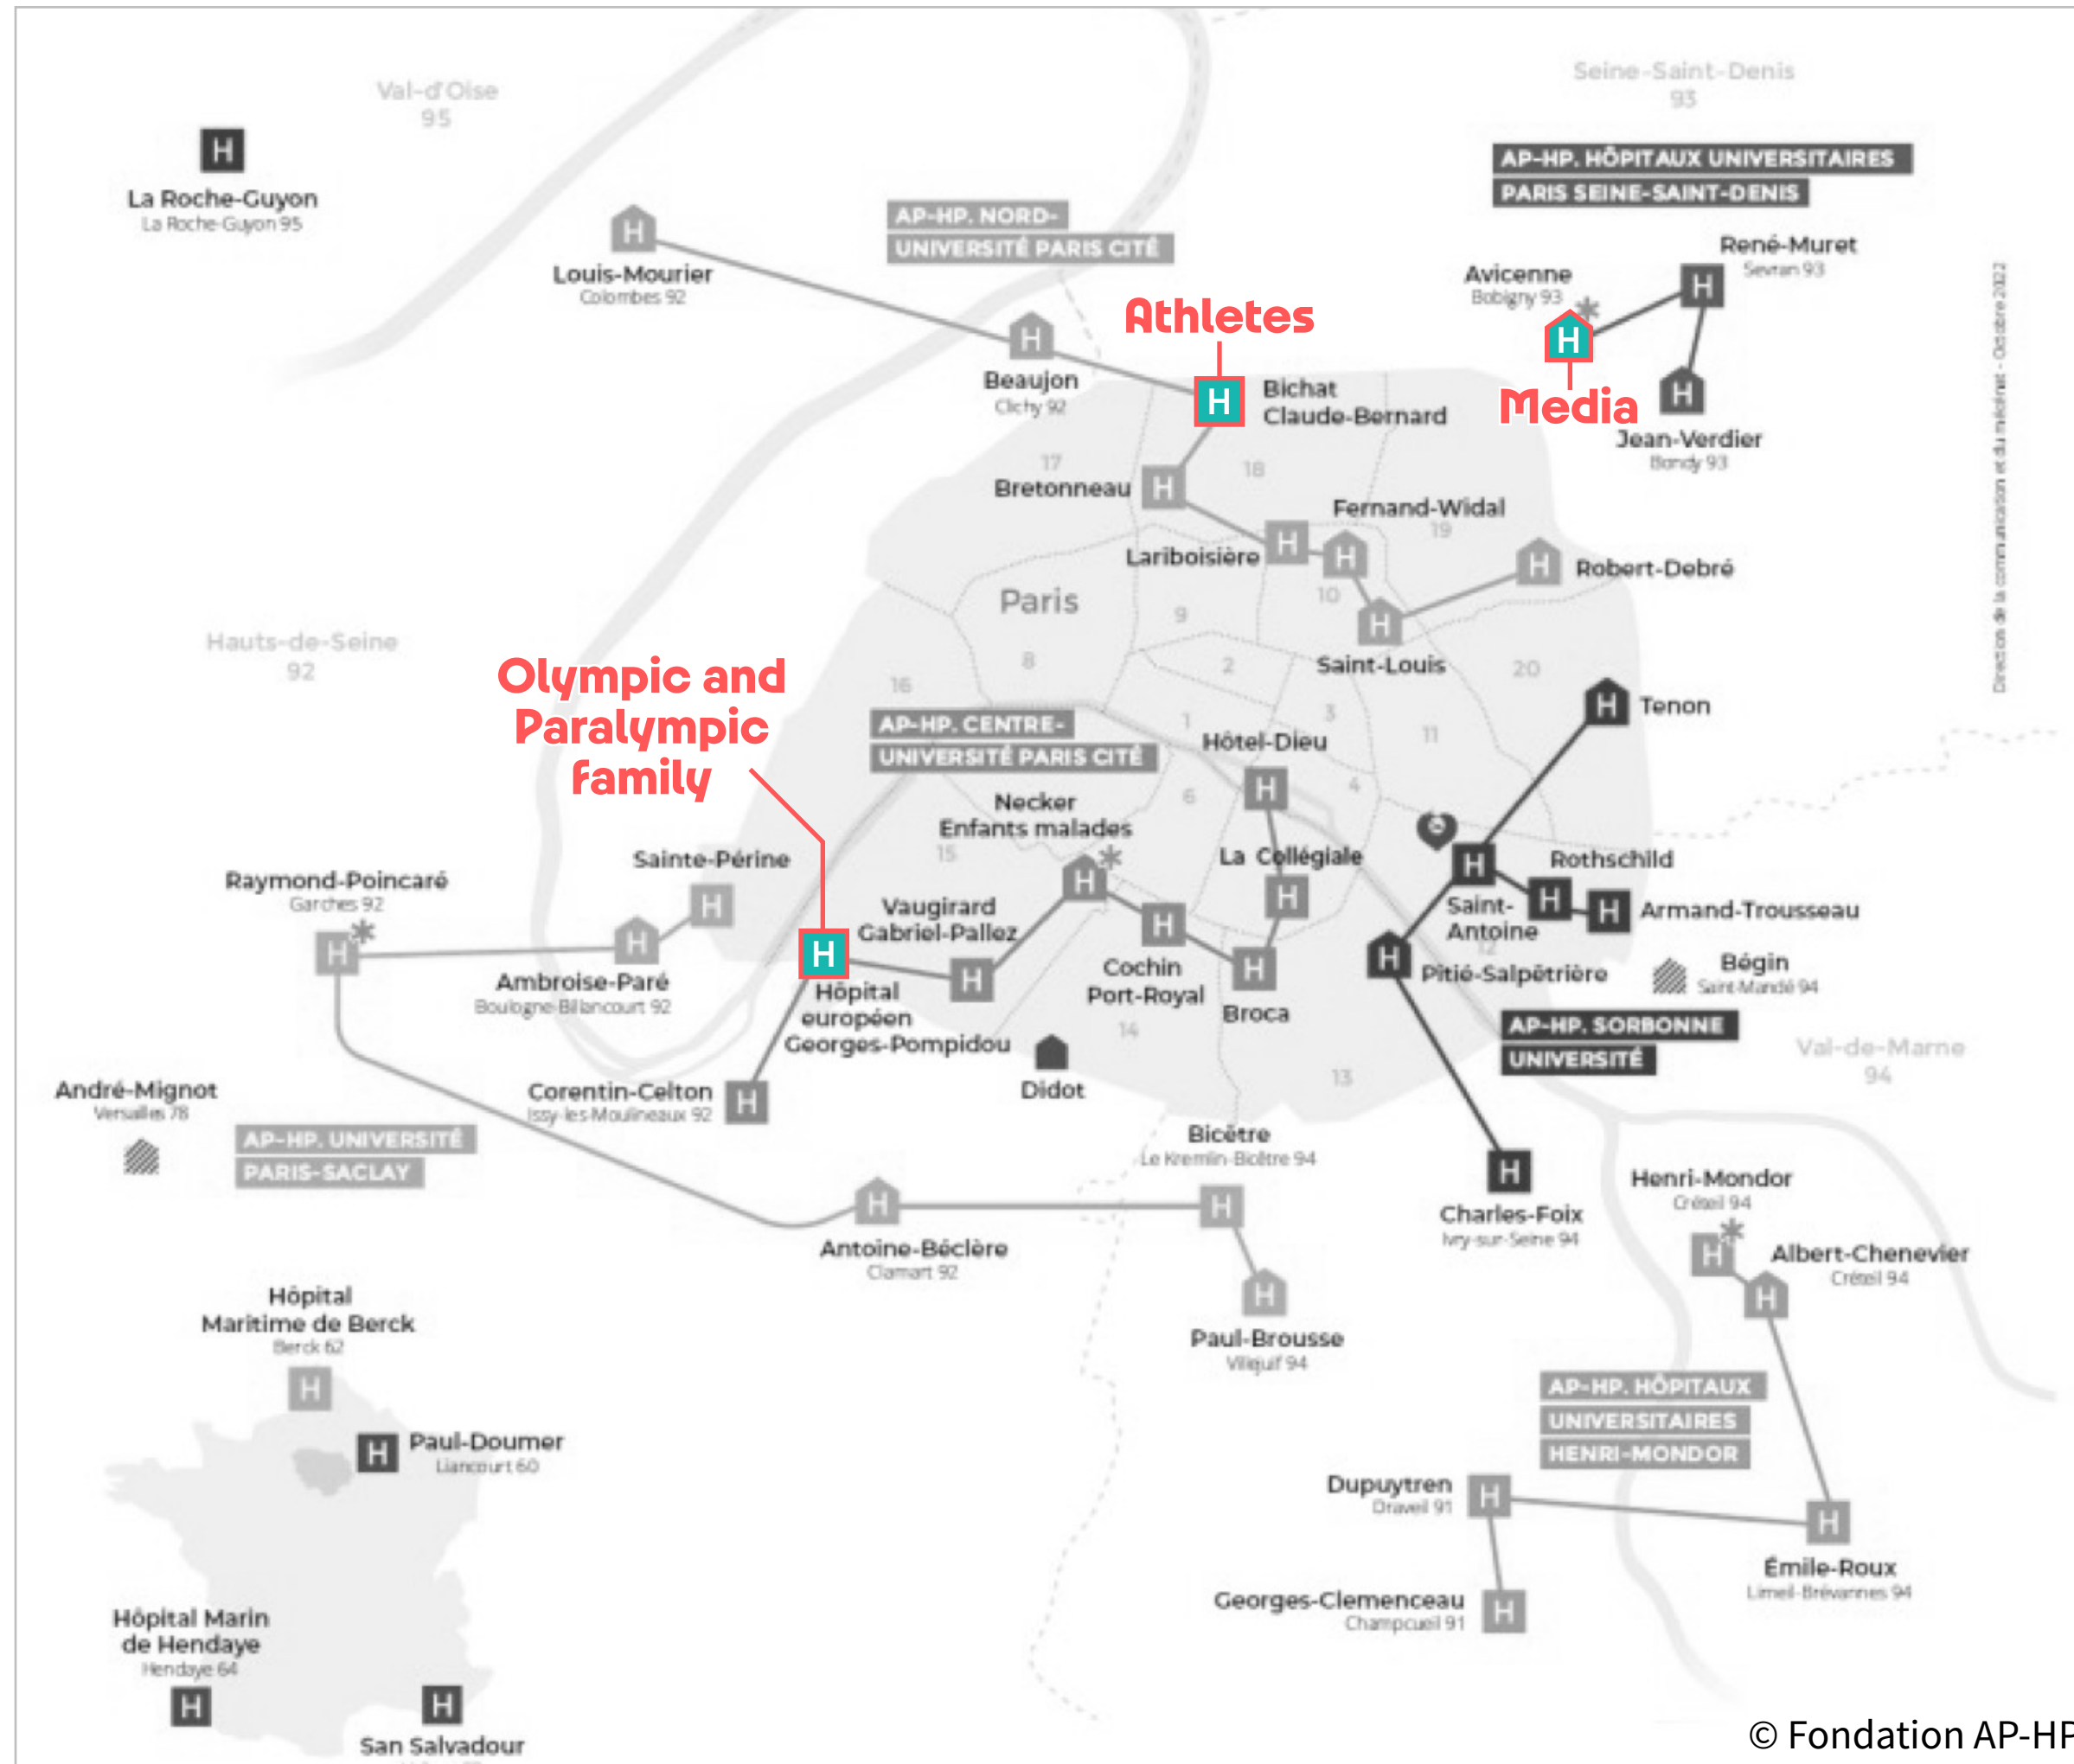 Val-d'Oise
95
Seine-Saint-Denis
93
H
La Roche-Guyon
La Roche-Guyon 95
AP-HP. HÔPITAUX UNIVERSITAIRES
PARIS SEINE-SAINT-DENIS
AP-HP. NORD-
UNIVERSITÉ PARIS CITÉ
H
Louis-Mourier
Colombes 92
René-Muret
Sevran 93
H
Avicenne
Bobigny 93
*
H
Media
Athletes
H
Beaujon
Clichy 92
H
Bichat
Claude-Bernard
H
Jean-Verdier
Bondy 93
Direction de la communication et du mécénat - Octobre 2022
17
18
Bretonneau
H
Fernand-Widal
19
Lariboisière
H
H
H
Robert-Debré
Paris
9
10
H
Saint-Louis
Hauts-de-Seine
92
8
2
20
16
Olympic and
Paralympic
family
AP-HP. CENTRE-
UNIVERSITÉ PARIS CITÉ
1
3
11
H
Tenon
Hôtel-Dieu
H
4
6
Necker
Enfants malades
*
H
15
La Collégiale
H
Sainte-Périne
H
Raymond-Poincaré
Garches 92
*
H
Vaugirard
Gabriel-Pallez
H
H
Ambroise-Paré
Boulogne-Billancourt 92
H
Hôpital
européen
Georges-Pompidou
H
Cochin
Port-Royal
H
Broca
H
Saint-
Antoine
Rothschild
H
H
Armand-Trousseau
12
H
Pitié-Salpêtrière
Bégin
Saint-Mandé 94
AP-HP. SORBONNE
UNIVERSITÉ
Val-de-Marne
94
14
13
Didot
André-Mignot
Versailles 78
Corentin-Celton
Issy-les-Moulineaux 92
H
AP-HP. UNIVERSITÉ
PARIS-SACLAY
Bicêtre
Le Kremlin-Bicêtre 94
H
H
Antoine-Béclère
Clamart 92
H
Charles-Foix
Ivry-sur-Seine 94
Henri-Mondor
Créteil 94
*
H
Albert-Chenevier
Créteil 94
H
H
Paul-Brousse
Villejuif 94
Hôpital
Maritime de Berck
Berck 62
H
H
Paul-Doumer
Liancourt 60
AP-HP. HÔPITAUX
UNIVERSITAIRES
HENRI-MONDOR
Dupuytren
Draveil 91
H
H
Émile-Roux
Limeil-Brévannes 94
Georges-Clemenceau
Champcueil 91
H
Hôpital Marin
de Hendaye
Hendaye 64
H
H
San Salvadour
© Fondation AP-HP